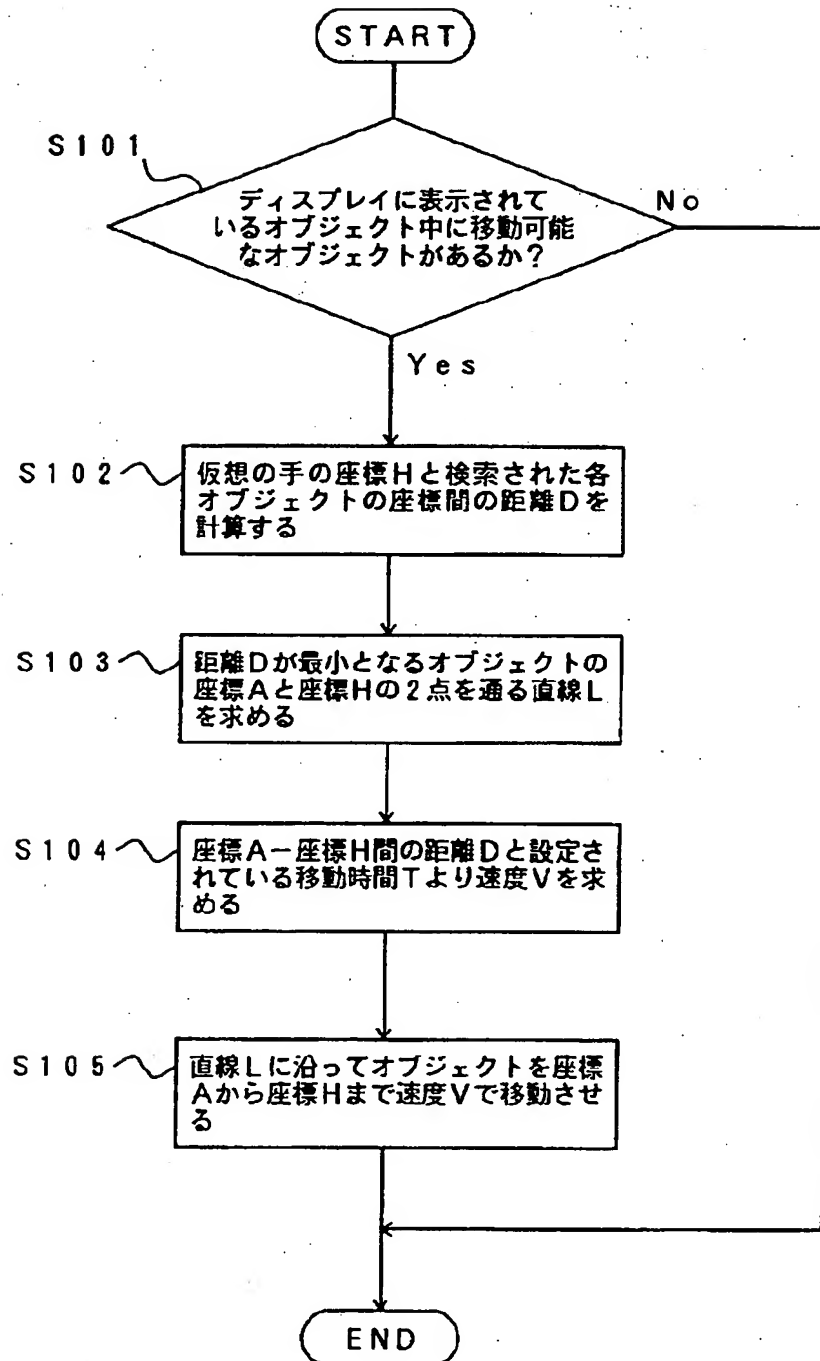 START
S101
ディスプレイに表示されて
いるオブジェクト中に移動可能
なオブジェクトがあるか?
No
Yes
S102
仮想の手の座標Hと検索された各
オブジェクトの座標間の距離Dを
計算する
S103
距離Dが最小となるオブジェクトの
座標Aと座標Hの2点を通る直線L
を求める
S104
座標A-座標H間の距離Dと設定さ
れている移動時間Tより速度Vを求
める
S105
直線Lに沿ってオブジェクトを座標
Aから座標Hまで速度Vで移動させ
る
END